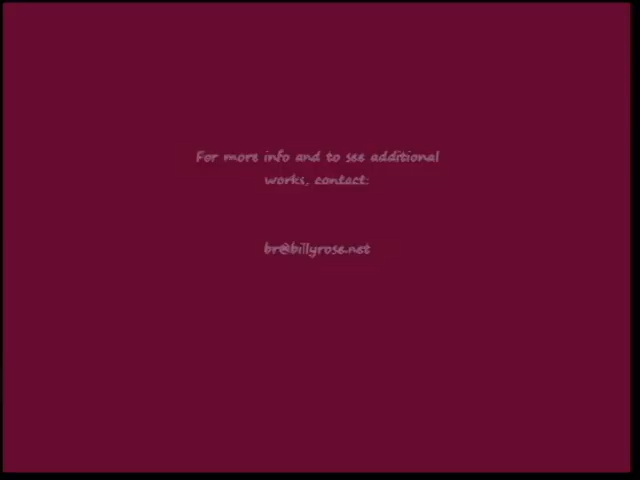 For more info and to see additional
works, contact:
br@billyrose.net